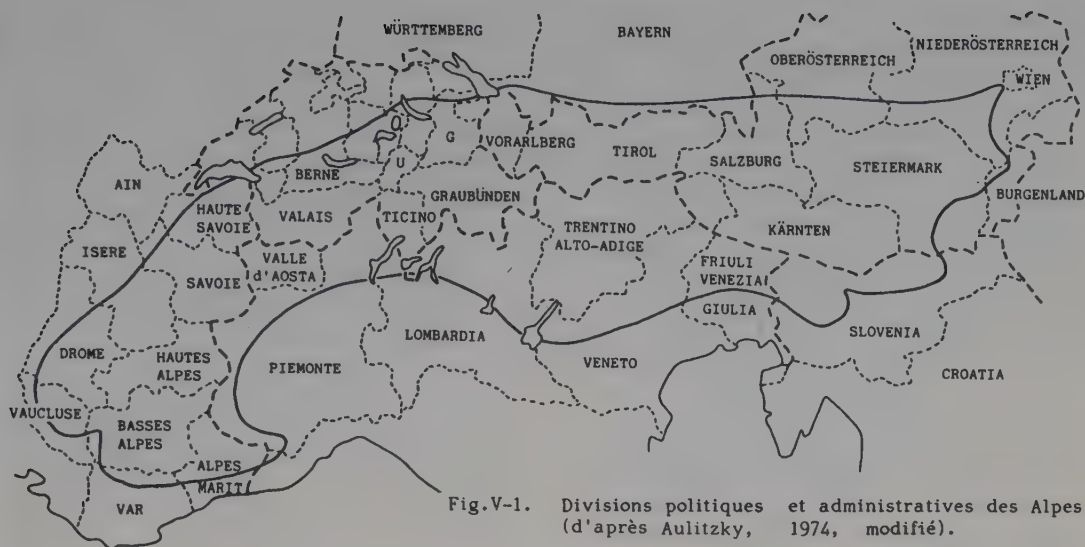 WÜRTTEMBERG
BAYERN
OBERÖSTERREICH
NIEDERÖSTERREICH
WIEN
AIN
BERNE
U
G
VORARLBERG
TIROL
SALZBURG
STEIERMARK
BURGENLAND
HAUTE
SAVOIE
VALAIS
TICINO
GRAUBÜNDEN
TRENTINO
ALTO-ADIGE
KÄRNTEN
ISERE
SAVOIE
VALLE
d'AOSTA
FRIULI
VENEZIA
GIULIA
SLOVENIA
DROME
HAUTES
ALPES
PIEMONTE
LOMBARDIA
VENETO
CROATIA
VAUCLUSE
BASSES
ALPES
ALPES
MARIT
VAR
Fig.V-1. Divisions politiques et administratives des Alpes
(d'après Aulitzky, 1974, modifié).